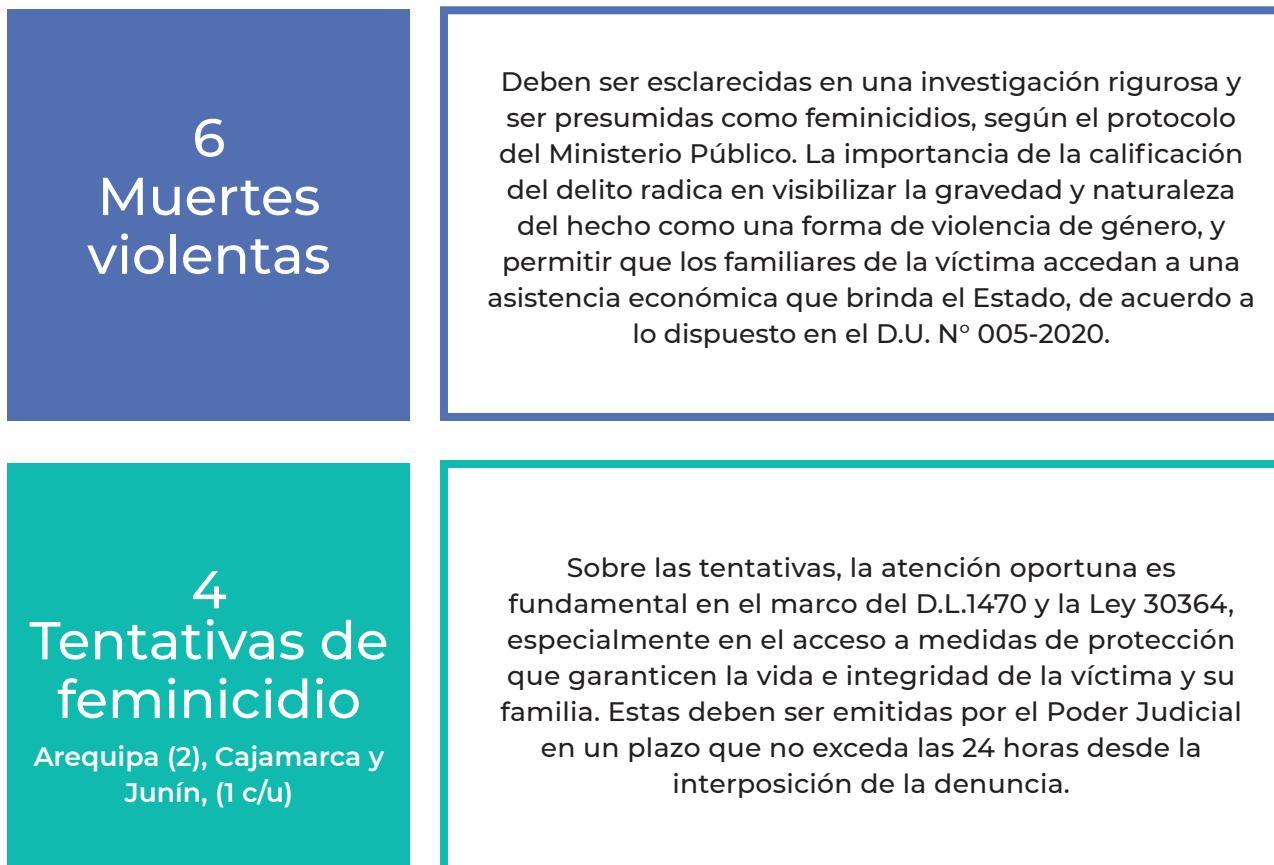 6
Muertes
violentas
Deben ser esclarecidas en una investigación rigurosa y
ser presumidas como feminicidios, según el protocolo
del Ministerio Público. La importancia de la calificación
del delito radica en visibilizar la gravedad y naturaleza
del hecho como una forma de violencia de género, y
permitir que los familiares de la víctima accedan a una
asistencia económica que brinda el Estado, de acuerdo a
lo dispuesto en el D.U. N° 005-2020.
4
Tentativas de
feminicidio
Arequipa (2), Cajamarca y
Junín, (1 c/u)
Sobre las tentativas, la atención oportuna es
fundamental en el marco del D.L.1470 y la Ley 30364,
especialmente en el acceso a medidas de protección
que garanticen la vida e integridad de la víctima y su
familia. Estas deben ser emitidas por el Poder Judicial
en un plazo que no exceda las 24 horas desde la
interposición de la denuncia.